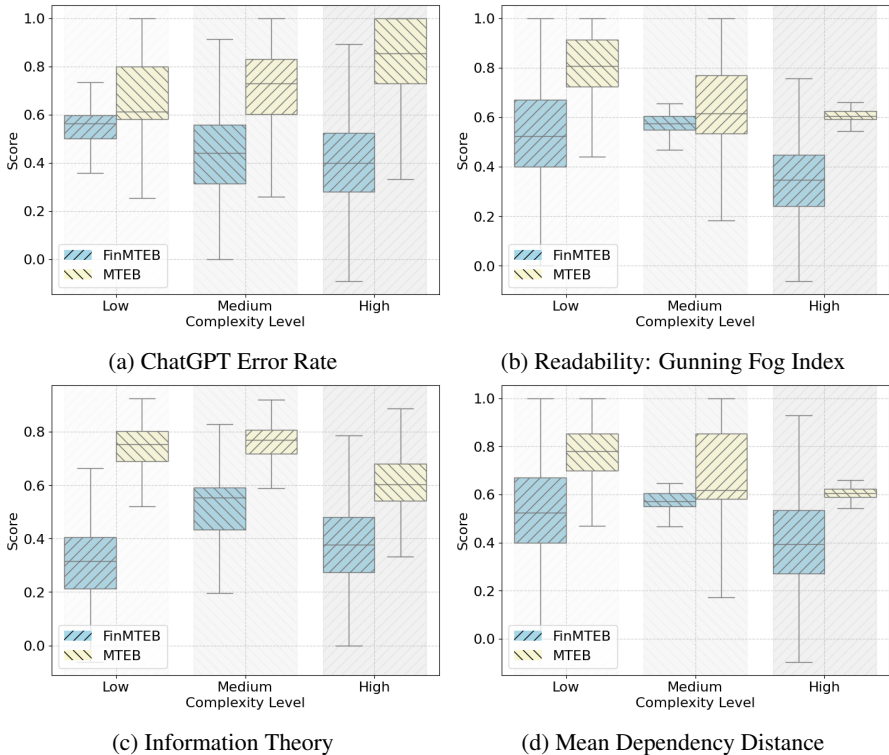 1.0
0.8
0.6
0.4
0.2
0.0
Score
FinMTEB
MTEB
Low
Medium
High
Complexity Level
(a) ChatGPT Error Rate
1.0
0.8
0.6
0.4
0.2
0.0
Score
FinMTEB
MTEB
Low
Medium
High
Complexity Level
(b) Readability: Gunning Fog Index
0.8
0.6
0.4
0.2
0.0
Score
FinMTEB
MTEB
Low
Medium
High
Complexity Level
(c) Information Theory
1.0
0.8
0.6
0.4
0.2
0.0
Score
FinMTEB
MTEB
Low
Medium
High
Complexity Level
(d) Mean Dependency Distance